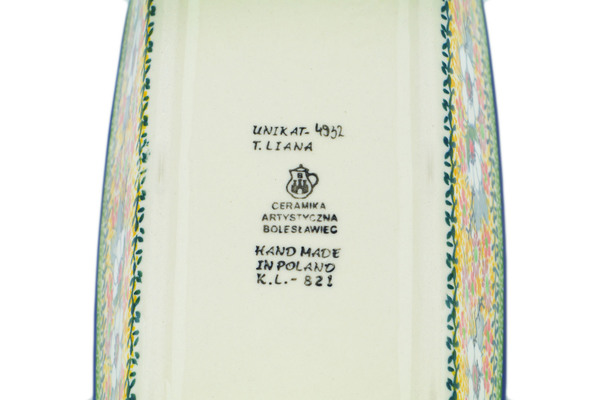 UNIKAT-4952
T. LIANA
CERAMIKA
ARTYSTYCZNA
BOLESŁAWIEC
HAND MADE
IN POLAND
K.L.-821